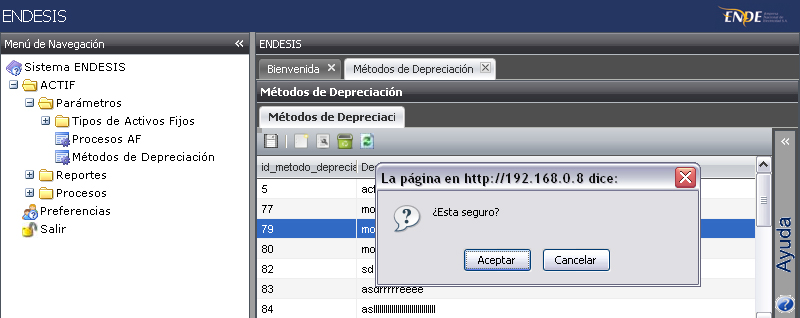 ENDESIS
ENDE
Menú de Navegación
ENDESIS
Sistema ENDESIS
ACTIF
Parámetros
Tipos de Activos Fijos
Procesos AF
Métodos de Depreciación
Reportes
Procesos
Preferencias
Salir
Bienvenida
Métodos de Depreciación
Métodos de Depreciación
Métodos de Depreciaci
id_metodo_deprecia
De
5
act
77
mo
79
mo
80
mo
82
sd
83
asdrrrrreeee
84
La página en http://192.168.0.8 dice:
¿Esta seguro?
Aceptar
Cancelar
Ayuda